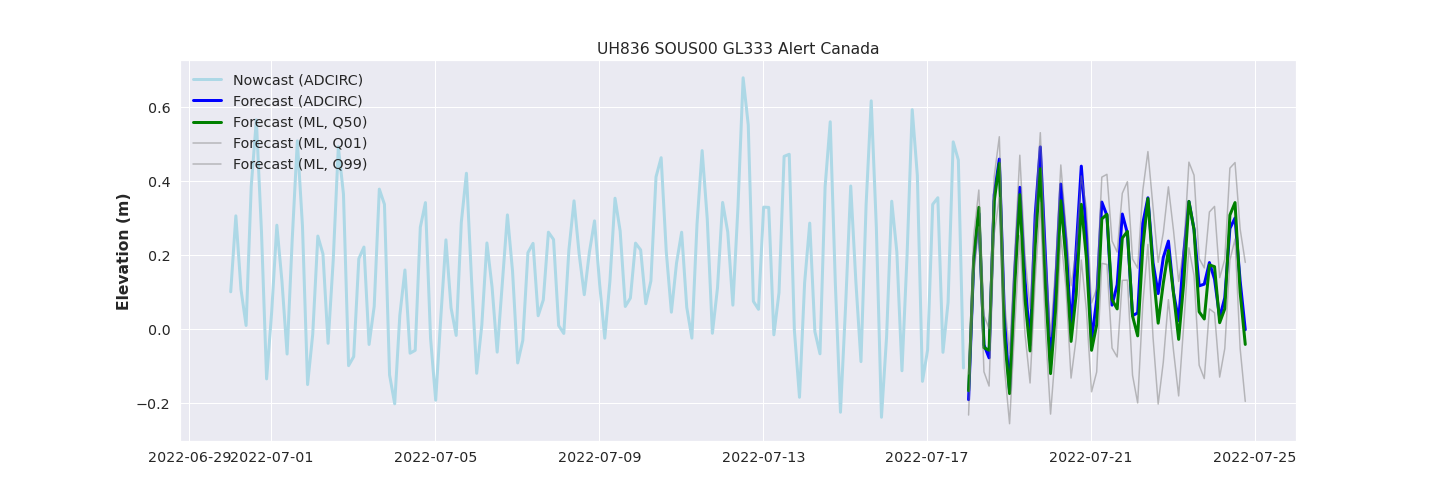 UH836 SOUS00 GL333 Alert Canada
Nowcast (ADCIRC)
Forecast (ADCIRC)
Forecast (ML, Q50)
Forecast (ML, Q01)
Forecast (ML, Q99)
Elevation (m)
0.6
0.4
0.2
0.0
−0.2
2022-06-29 2022-07-01 2022-07-05 2022-07-09 2022-07-13 2022-07-17 2022-07-21 2022-07-25